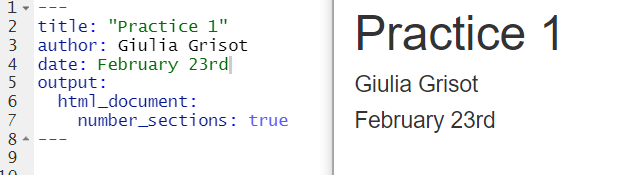 1 ---
2 title: "Practice 1"
3 author: Giulia Grisot
4 date: February 23rd
5 output:
6   html_document:
7     number_sections: true
8 ---
9
10
Practice 1
Giulia Grisot
February 23rd